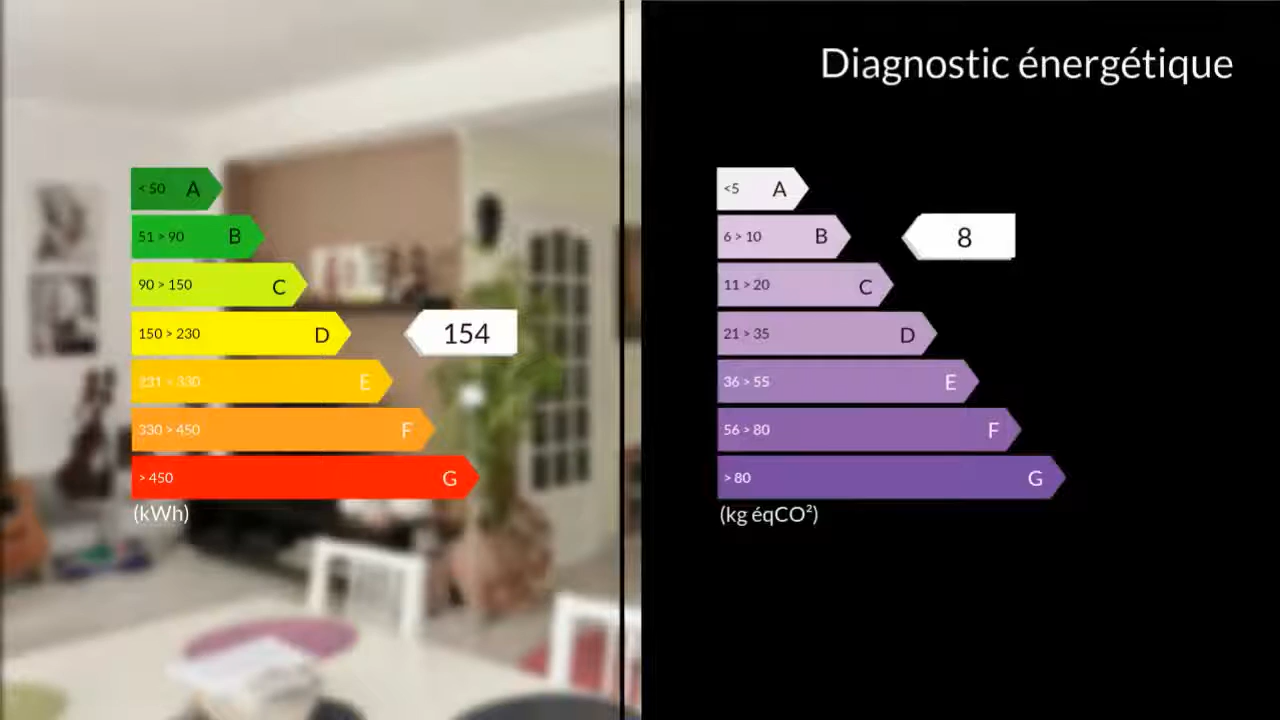 Diagnostic énergétique
< 50 A
51 > 90 B
90 > 150 C
150 > 230 D
154
231 > 330 E
330 > 450 F
> 450 G
(kWh)
<5 A
6 > 10 B
8
11 > 20 C
21 > 35 D
36 > 55 E
56 > 80 F
> 80 G
(kg éqCO²)